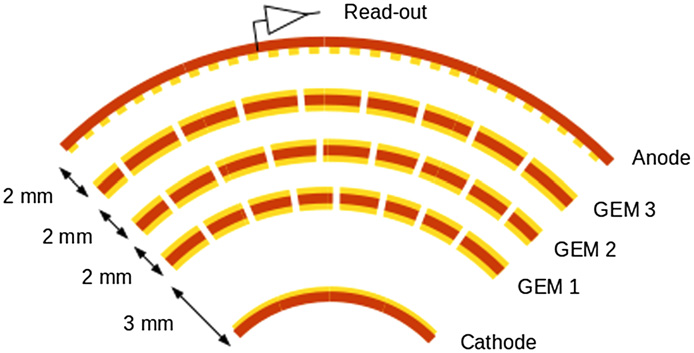 Read-out
Anode
2 mm
GEM 3
2 mm
GEM 2
2 mm
GEM 1
3 mm
Cathode